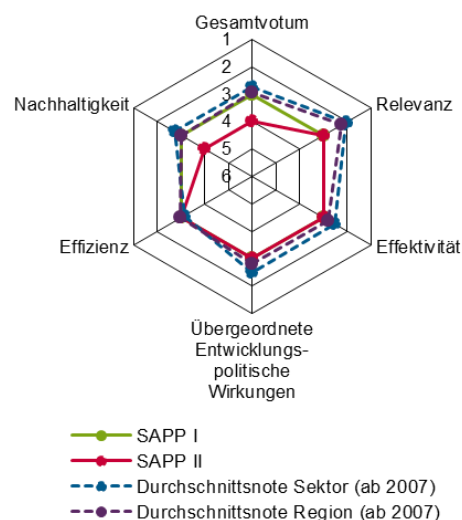 Gesamtvotum
1
2
3
4
5
6
Nachhaltigkeit
Relevanz
Effizienz
Effektivität
Übergeordnete
Entwicklungs-
politische
Wirkungen
SAPP I
SAPP II
Durchschnittsnote Sektor (ab 2007)
Durchschnittsnote Region (ab 2007)